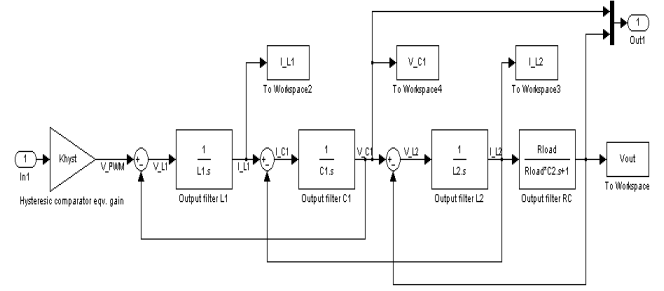 1
Out1
I_L1
To Workspace2
V_C1
To Workspace4
I_L2
To Workspace3
1
In1
Khyst
Hysteresic comparator eqv. gain
V_PWM
V_L1
1
L1.s
Output filter L1
I_L1
I_C1
1
C1.s
Output filter C1
V_C1
V_L2
1
L2.s
Output filter L2
I_L2
Rload
Rload*C2.s+1
Output filter RC
Vout
To Workspace